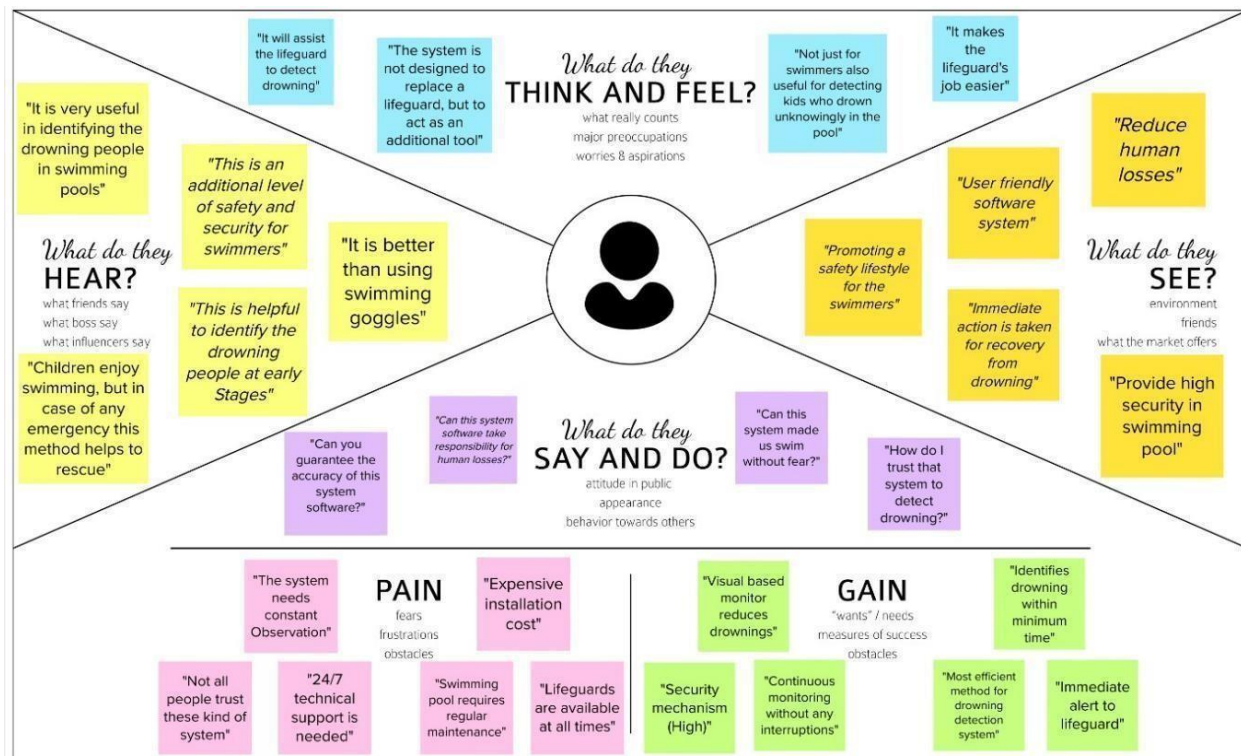 "It will assist
the lifeguard
to detect
drowning"
"The system is
not designed to
replace a
lifeguard, but to
act as an
additional tool"
What do they
THINK AND FEEL?
what really counts
major preoccupations
worries & aspirations
"Not just for
swimmers also
useful for detecting
kids who drown
unknowingly in the
pool"
"It makes
the
lifeguard's
job easier"
"It is very useful
in identifying the
drowning people
in swimming
pools"
"This is an
additional level
of safety and
security for
swimmers"
"It is better
than using
swimming
goggles"
What do they
HEAR?
what friends say
what boss say
what influencers say
"This is helpful
to identify the
drowning
people at early
Stages"
"Children enjoy
swimming, but in
case of any
emergency this
method helps to
rescue"
"Reduce
human
losses"
"User friendly
software
system"
"Promoting a
safety lifestyle
for the
swimmers"
What do they
SEE?
environment
friends
what the market offers
"Immediate
action is taken
for recovery
from
drowning"
"Provide high
security in
swimming
pool"
"Can you
guarantee the
accuracy of this
system
software?"
"Can this system
software take
responsibility for
human losses?"
What do they
SAY AND DO?
attitude in public
appearance
behavior towards others
"Can this
system made
us swim
without fear?"
"How do I
trust that
system to
detect
drowning?"
"The system
needs
constant
Observation"
PAIN
fears
frustrations
obstacles
"Expensive
installation
cost"
"Not all
people trust
these kind of
system"
"24/7
technical
support is
needed"
"Swimming
pool requires
regular
maintenance"
"Lifeguards
are available
at all times"
"Visual based
monitor
reduces
drownings"
GAIN
"wants" / needs
measures of success
obstacles
"Identifies
drowning
within
minimum
time"
"Security
mechanism
(High)"
"Continuous
monitoring
without any
interruptions"
"Most efficient
method for
drowning
detection
system"
"Immediate
alert to
lifeguard"